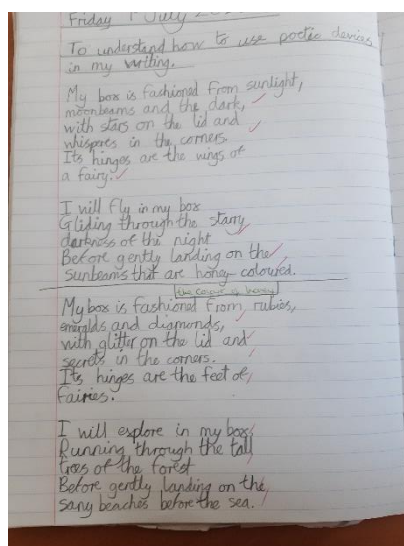 Friday 1 July
To understand how to use poetic devices
in my writing.
My box is fashioned from sunlight,
moonbeams and the dark,
with stars on the lid and
whispers in the corners
Its hinges are the wings of
a fairy.
I will fly in my box
Gliding through the starry
darkness of the night
Before gently landing on the
Sunbeams that are honey-coloured.
the colour of honey
My box is fashioned from rubies,
emeralds and diamonds,
with glitter on the lid and
secrets in the corners.
Its hinges are the feet of
fairies.
I will explore in my box
Running through the tall
trees of the forest
Before gently landing on the
sany beaches before the sea.